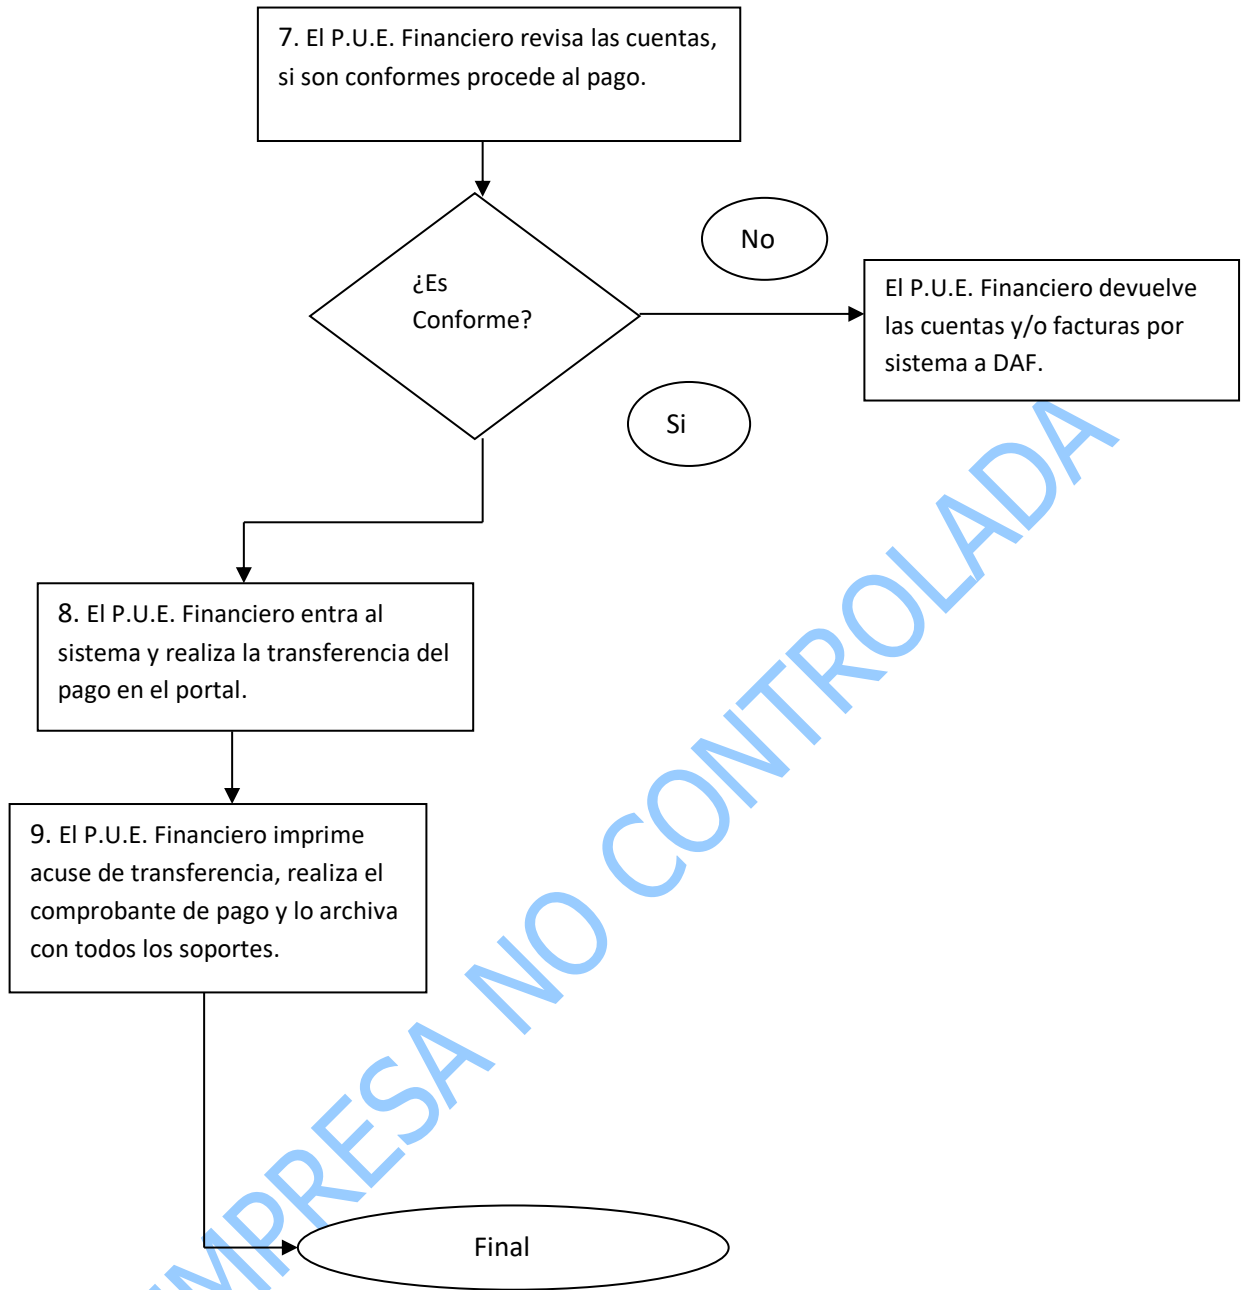 7. El P.U.E. Financiero revisa las cuentas,
si son conformes procede al pago.
¿Es
Conforme?
No
El P.U.E. Financiero devuelve
las cuentas y/o facturas por
sistema a DAF.
Si
8. El P.U.E. Financiero entra al
sistema y realiza la transferencia del
pago en el portal.
9. El P.U.E. Financiero imprime
acuse de transferencia, realiza el
comprobante de pago y lo archiva
con todos los soportes.
Final
IMPRESA NO CONTROLADA